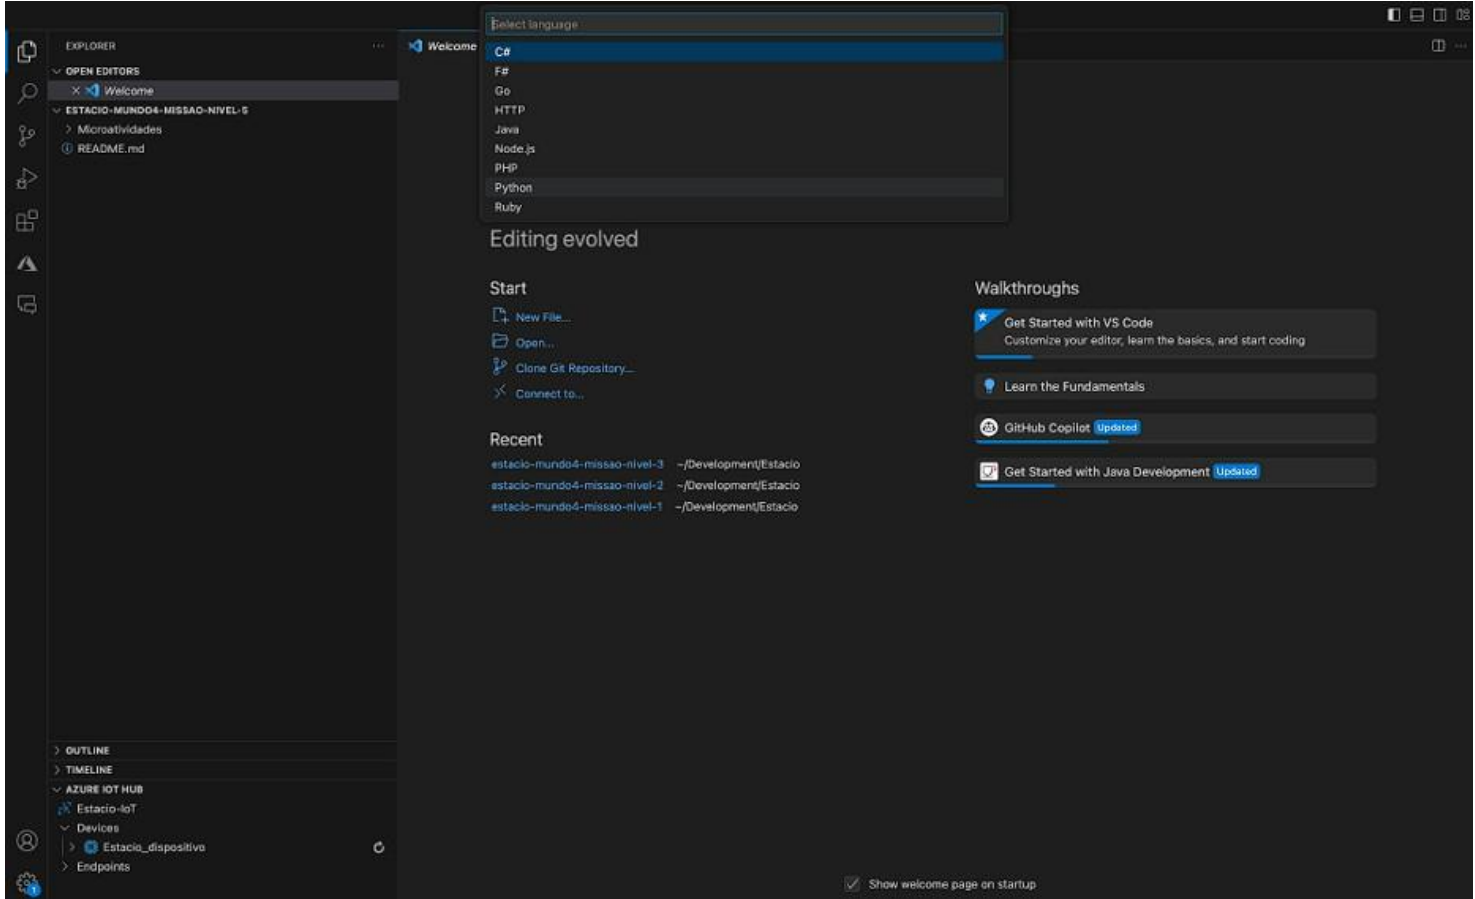 Select language
C#
F#
Go
HTTP
Java
Node.js
PHP
Python
Ruby
EXPLORER
OPEN EDITORS
Welcome
ESTACIO-MUNDO4-MISSAO-NIVEL-5
Microatividades
README.md
OUTLINE
TIMELINE
AZURE IOT HUB
Estacio-IoT
Devices
Estacio_dispositivo
Endpoints
1
Welcome
Editing evolved
Start
New File...
Open...
Clone Git Repository...
Connect to...
Recent
estacio-mundo4-missao-nivel-3 ~/Development/Estacio
estacio-mundo4-missao-nivel-2 ~/Development/Estacio
estacio-mundo4-missao-nivel-1 ~/Development/Estacio
Walkthroughs
Get Started with VS Code
Customize your editor, learn the basics, and start coding
Learn the Fundamentals
GitHub Copilot Updated
Get Started with Java Development Updated
Show welcome page on startup